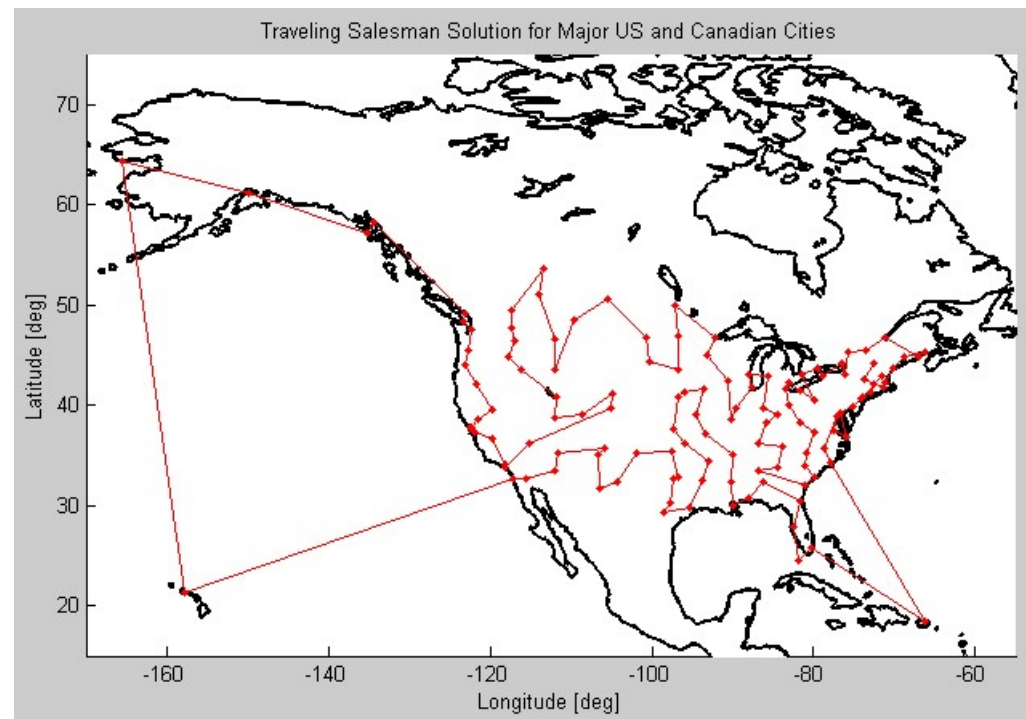 Traveling Salesman Solution for Major US and Canadian Cities
70
60
50
40
30
20
Latitude [deg]
-160 -140 -120 -100 -80 -60
Longitude [deg]